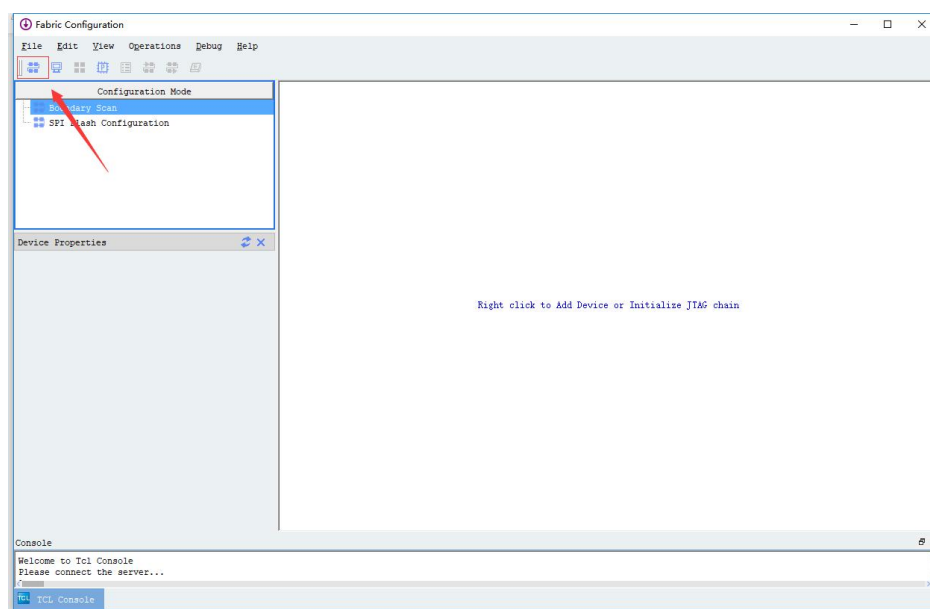 Fabric Configuration
File Edit View Operations Debug Help
Configuration Mode
Boundary Scan
SPI Flash Configuration
Device Properties
Right click to Add Device or Initialize JTAG chain
Console
Welcome to Tcl Console
Please connect the server...
TCL Console